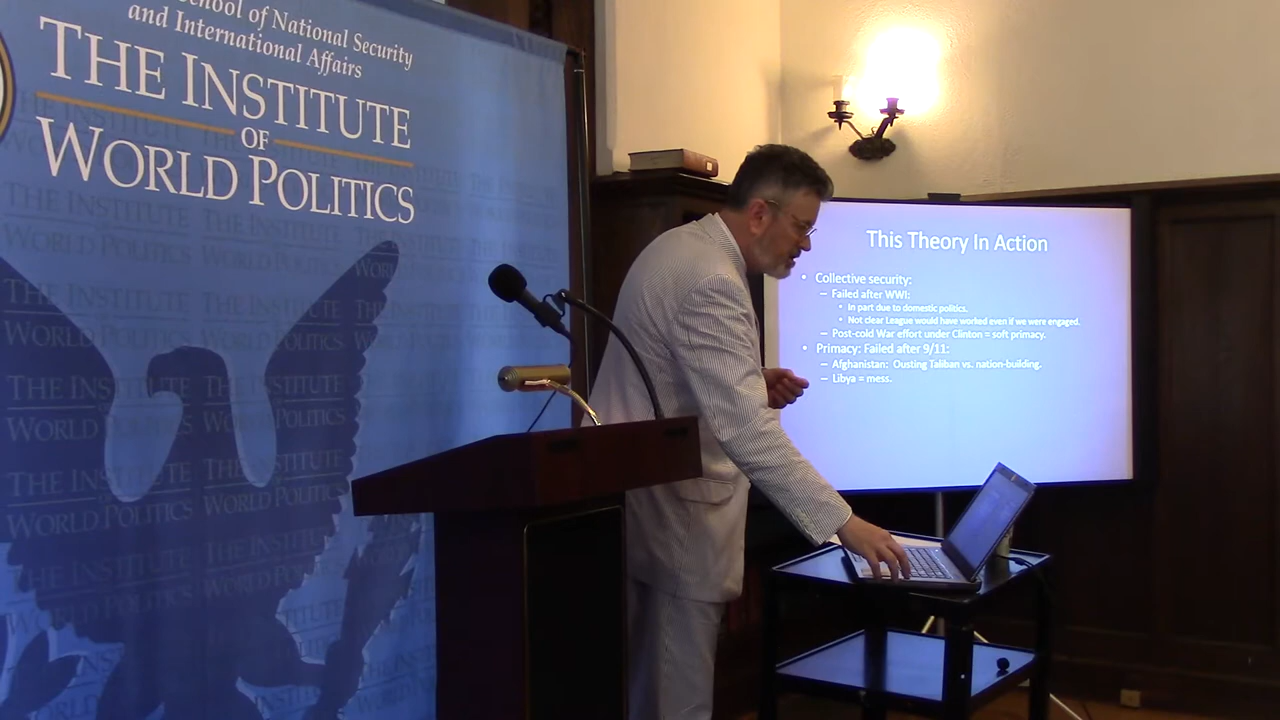 School of National Security
and International Affairs
THE INSTITUTE
OF
WORLD POLITICS
This Theory In Action
• Collective security:
– Failed after WWI:
• In part due to domestic politics.
• Not clear League would have worked even if we were engaged.
– Post-cold War effort under Clinton = soft primacy.
• Primacy: Failed after 9/11:
– Afghanistan: Ousting Taliban vs. nation-building.
– Libya = mess.